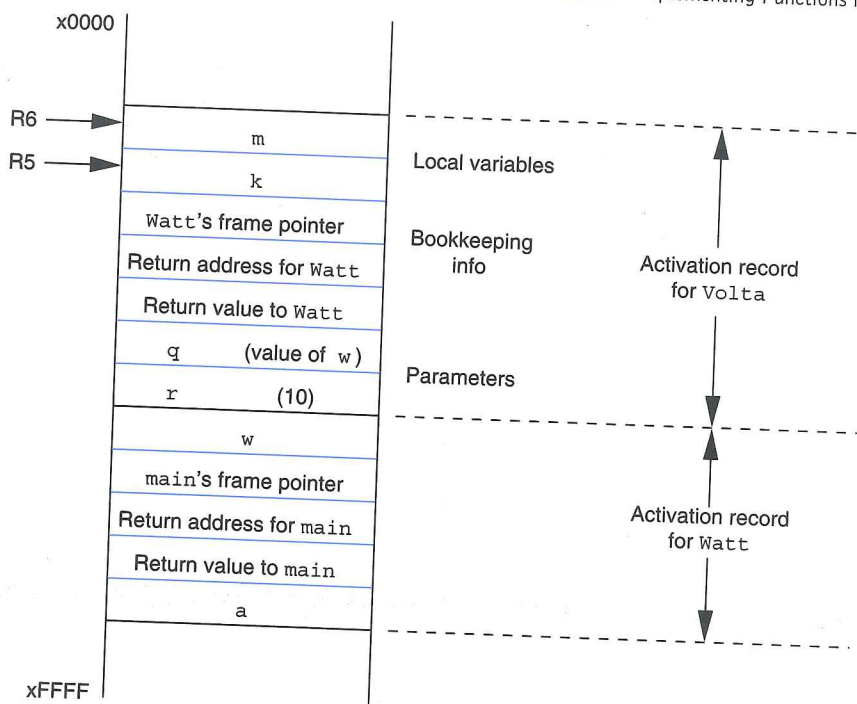 Functions
x0000
R6
m
R5
k
Local variables
Watt's frame pointer
Bookkeeping
info
Return address for Watt
Activation record
for Volta
Return value to Watt
q (value of w)
Parameters
r (10)
w
main's frame pointer
Return address for main
Activation record
for Watt
Return value to main
a
xFFFF